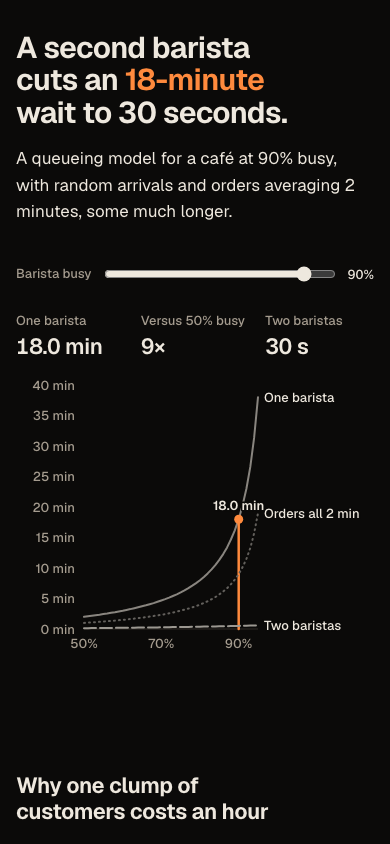 A second barista
cuts an 18-minute
wait to 30 seconds.
A queueing model for a café at 90% busy,
with random arrivals and orders averaging 2
minutes, some much longer.
Barista busy 90%
One barista Versus 50% busy Two baristas
18.0 min 9× 30 s
40 min
One barista
35 min
30 min
25 min
20 min
18.0 min
Orders all 2 min
15 min
10 min
5 min
Two baristas
0 min
50% 70% 90%
Why one clump of
customers costs an hour